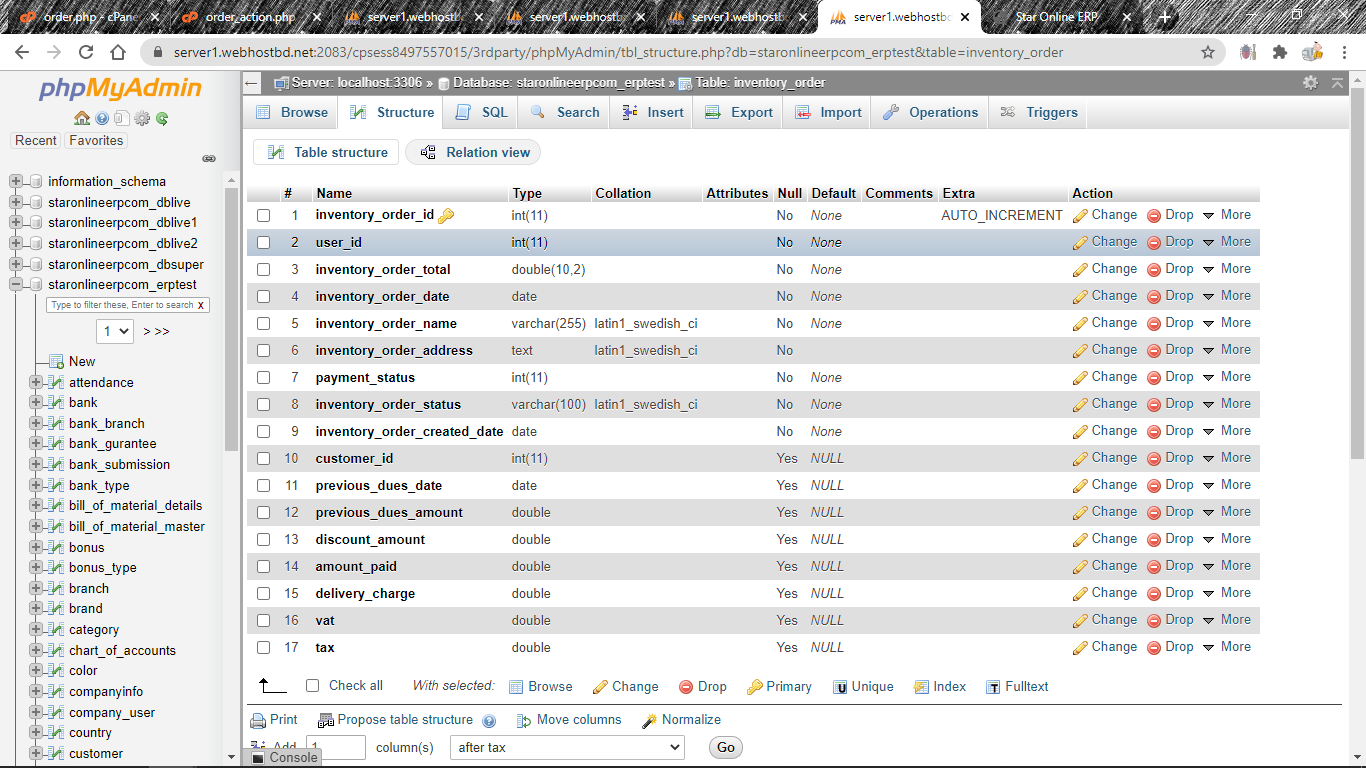 order.php - cPane
order_action.php
server1.webhostbd
server1.webhostbd
server1.webhostbd
server1.webhostbd
Star Online ERP
server1.webhostbd.net:2083/cpsess8497557015/3rdparty/phpMyAdmin/tbl_structure.php?db=staronlineerpcom_erptest&table=inventory_order
phpMyAdmin
Recent Favorites
information_schema
staronlineerpcom_dblive
staronlineerpcom_dblive1
staronlineerpcom_dblive2
staronlineerpcom_dbsuper
staronlineerpcom_erptest
Type to filter these, Enter to search X
1 > >>
New
attendance
bank
bank_branch
bank_gurantee
bank_submission
bank_type
bill_of_material_details
bill_of_material_master
bonus
bonus_type
branch
brand
category
chart_of_accounts
color
companyinfo
company_user
country
customer
Server: localhost:3306 » Database: staronlineerpcom_erptest » Table: inventory_order
Browse Structure SQL Search Insert Export Import Operations Triggers
Table structure Relation view
# Name Type Collation Attributes Null Default Comments Extra Action
1 inventory_order_id int(11) No None AUTO_INCREMENT Change Drop More
2 user_id int(11) No None Change Drop More
3 inventory_order_total double(10,2) No None Change Drop More
4 inventory_order_date date No None Change Drop More
5 inventory_order_name varchar(255) latin1_swedish_ci No None Change Drop More
6 inventory_order_address text latin1_swedish_ci No Change Drop More
7 payment_status int(11) No None Change Drop More
8 inventory_order_status varchar(100) latin1_swedish_ci No None Change Drop More
9 inventory_order_created_date date No None Change Drop More
10 customer_id int(11) Yes NULL Change Drop More
11 previous_dues_date date Yes NULL Change Drop More
12 previous_dues_amount double Yes NULL Change Drop More
13 discount_amount double Yes NULL Change Drop More
14 amount_paid double Yes NULL Change Drop More
15 delivery_charge double Yes NULL Change Drop More
16 vat double Yes NULL Change Drop More
17 tax double Yes NULL Change Drop More
Check all With selected: Browse Change Drop Primary Unique Index Fulltext
Print Propose table structure Move columns Normalize
Add 1 column(s) after tax Go
Console